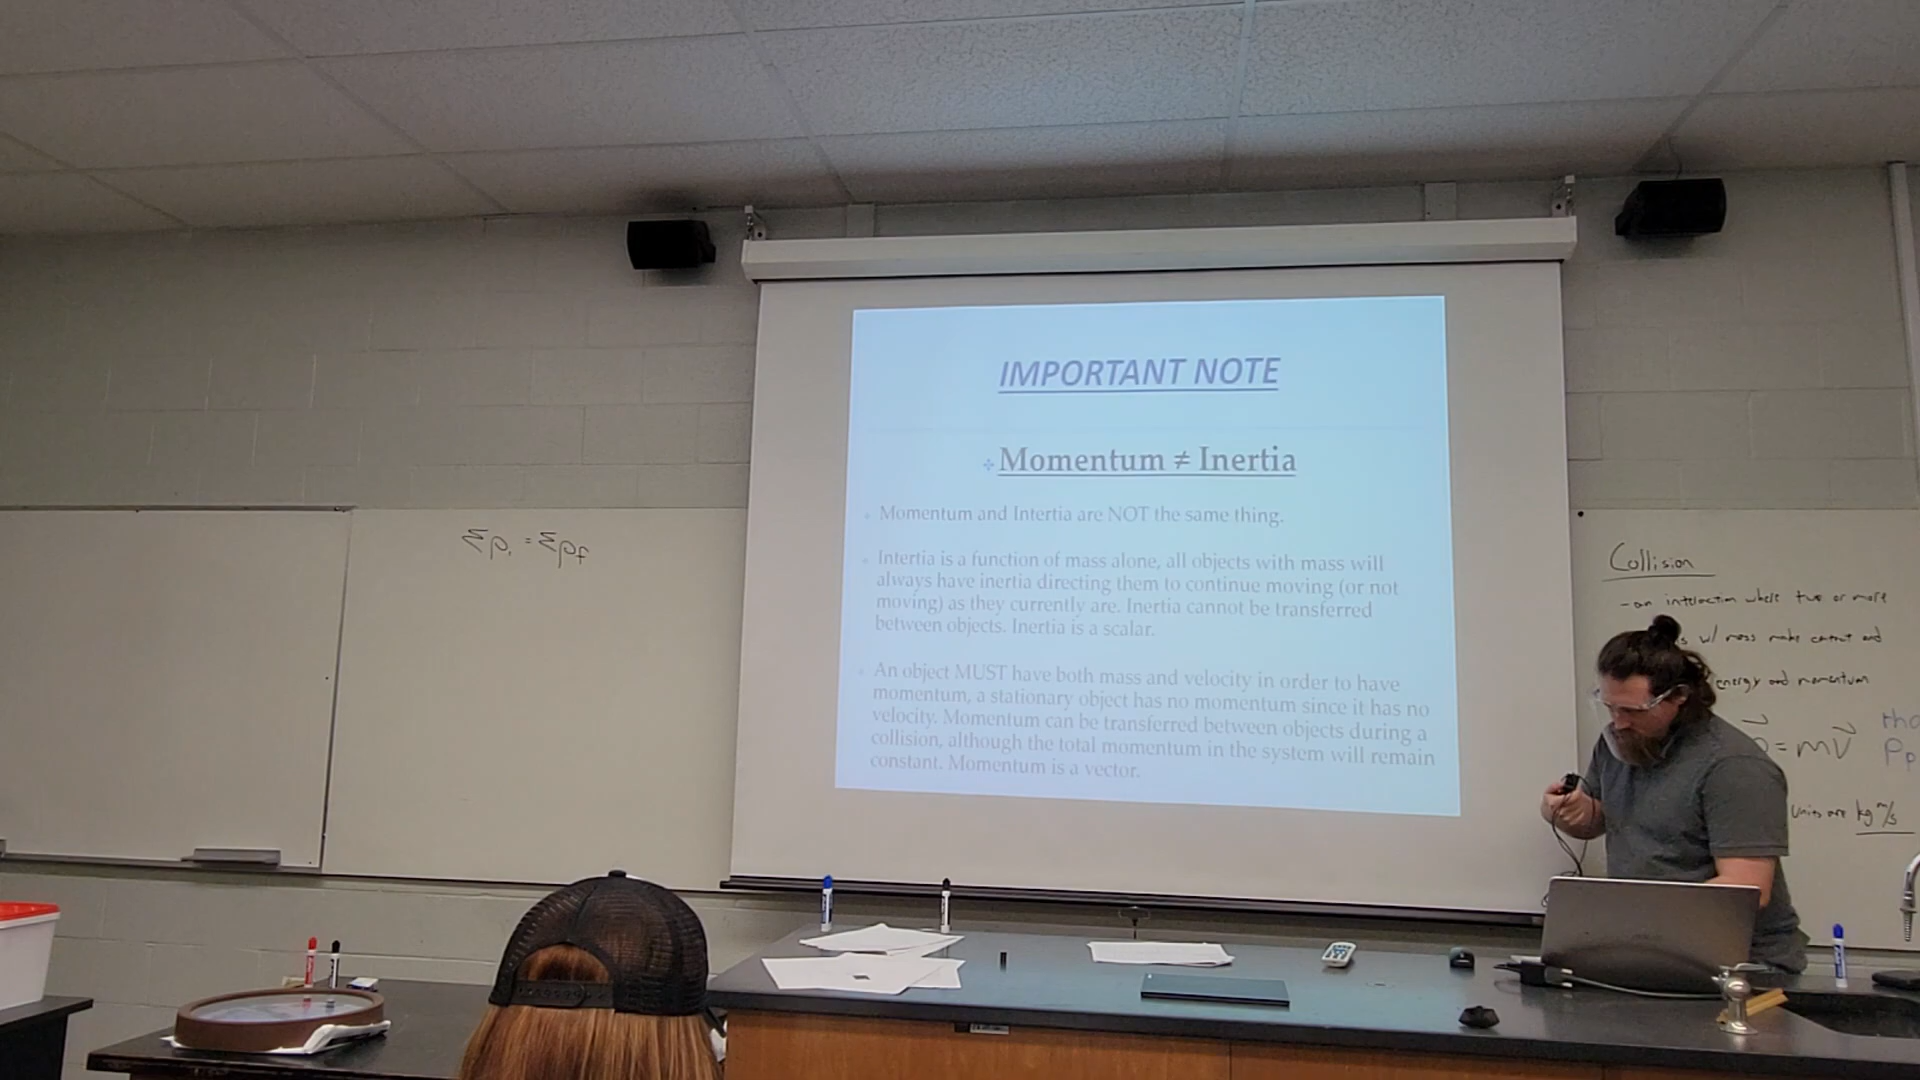 IMPORTANT NOTE
Momentum ≠ Inertia
Momentum and Intertia are NOT the same thing.
Intertia is a function of mass alone, all objects with mass will
always have inertia directing them to continue moving (or not
moving) as they currently are. Inertia cannot be transferred
between objects. Inertia is a scalar.
An object MUST have both mass and velocity in order to have
momentum, a stationary object has no momentum since it has no
velocity. Momentum can be transferred between objects during a
collision, although the total momentum in the system will remain
constant. Momentum is a vector.
Σpᵢ = Σp𝒻
Collision
- an interaction where two or more
w/ mass make contact and
energy and momentum
= mv⃗
Units are kg m/s